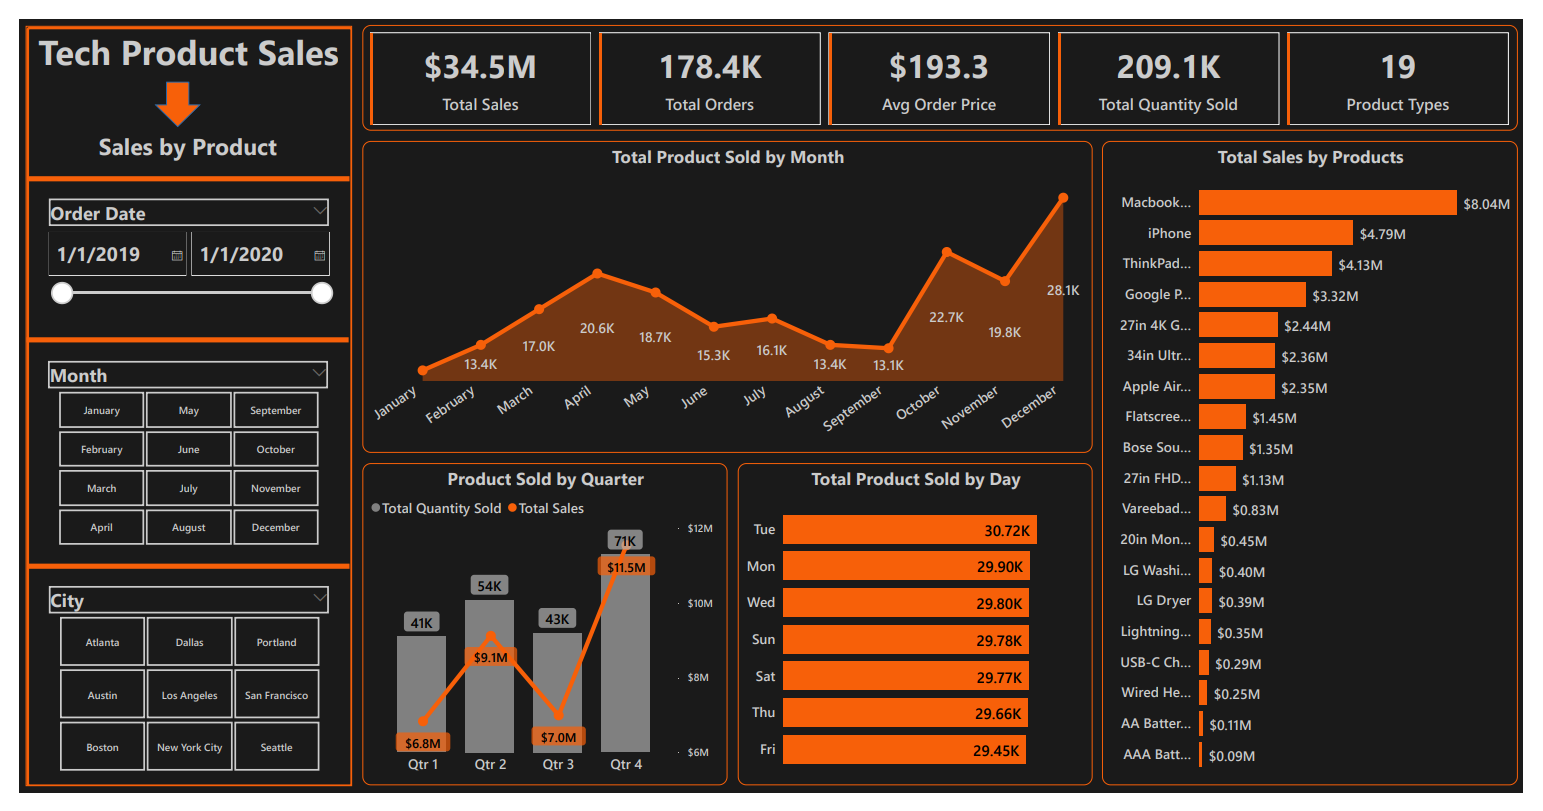 Tech Product Sales
Sales by Product
Order Date
1/1/2019 1/1/2020
Month
January May September
February June October
March July November
April August December
City
Atlanta Dallas Portland
Austin Los Angeles San Francisco
Boston New York City Seattle
$34.5M
Total Sales
178.4K
Total Orders
$193.3
Avg Order Price
209.1K
Total Quantity Sold
19
Product Types
Total Product Sold by Month
13.4K
17.0K
20.6K
18.7K
15.3K
16.1K
13.4K
13.1K
22.7K
19.8K
28.1K
January February March April May June July August September October November December
Product Sold by Quarter
Total Quantity Sold Total Sales
$12M
$10M
$8M
$6M
41K
54K
43K
71K
$6.8M
$9.1M
$7.0M
$11.5M
Qtr 1 Qtr 2 Qtr 3 Qtr 4
Total Product Sold by Day
Tue 30.72K
Mon 29.90K
Wed 29.80K
Sun 29.78K
Sat 29.77K
Thu 29.66K
Fri 29.45K
Total Sales by Products
Macbook... $8.04M
iPhone $4.79M
ThinkPad... $4.13M
Google P... $3.32M
27in 4K G... $2.44M
34in Ultr... $2.36M
Apple Air... $2.35M
Flatscree... $1.45M
Bose Sou... $1.35M
27in FHD... $1.13M
Vareebad... $0.83M
20in Mon... $0.45M
LG Washi... $0.40M
LG Dryer $0.39M
Lightning... $0.35M
USB-C Ch... $0.29M
Wired He... $0.25M
AA Batter... $0.11M
AAA Batt... $0.09M